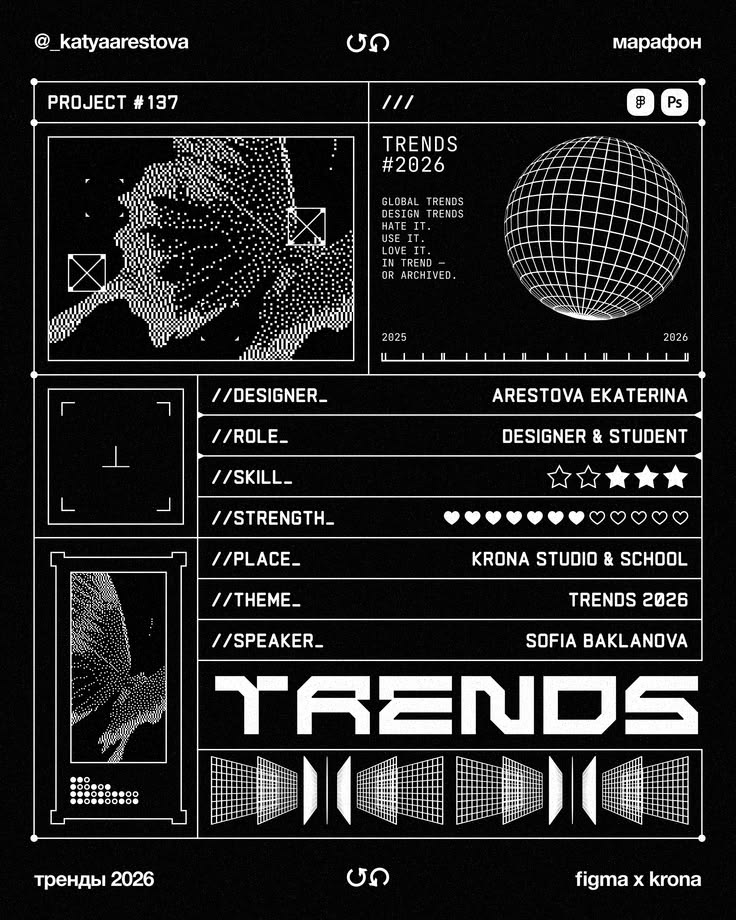 @_katyaarestova
марафон
PROJECT #137
///
Ps
TRENDS
#2026
GLOBAL TRENDS
DESIGN TRENDS
HATE IT.
USE IT.
LOVE IT.
IN TREND —
OR ARCHIVED.
2025
2026
//DESIGNER_ ARESTOVA EKATERINA
//ROLE_ DESIGNER & STUDENT
//SKILL_
//STRENGTH_
//PLACE_ KRONA STUDIO & SCHOOL
//THEME_ TRENDS 2026
//SPEAKER_ SOFIA BAKLANOVA
TRENDS
тренды 2026
figma x krona